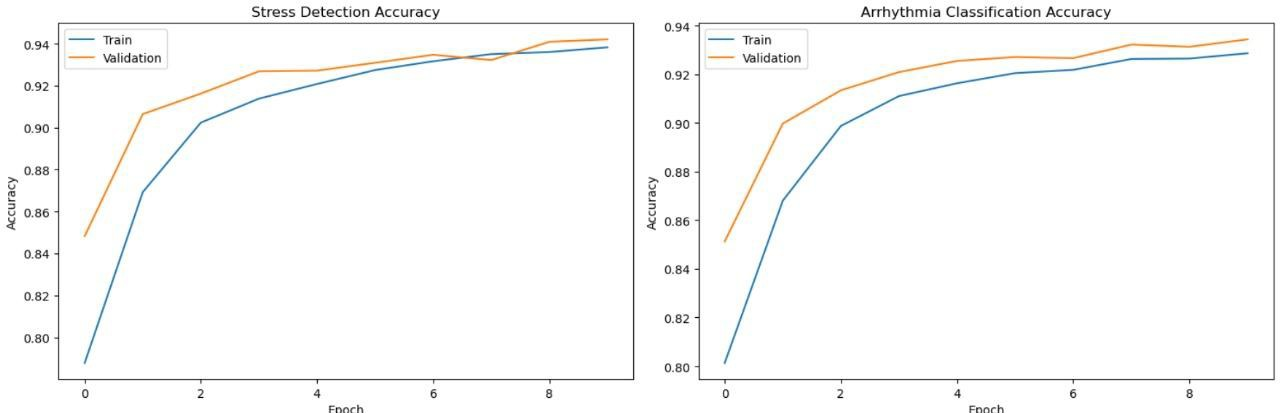 Stress Detection Accuracy
Train
Validation
0.94
0.92
0.90
0.88
0.86
0.84
0.82
0.80
Accuracy
0 2 4 6 8
Epoch
Arrhythmia Classification Accuracy
Train
Validation
0.94
0.92
0.90
0.88
0.86
0.84
0.82
0.80
Accuracy
0 2 4 6 8
Epoch